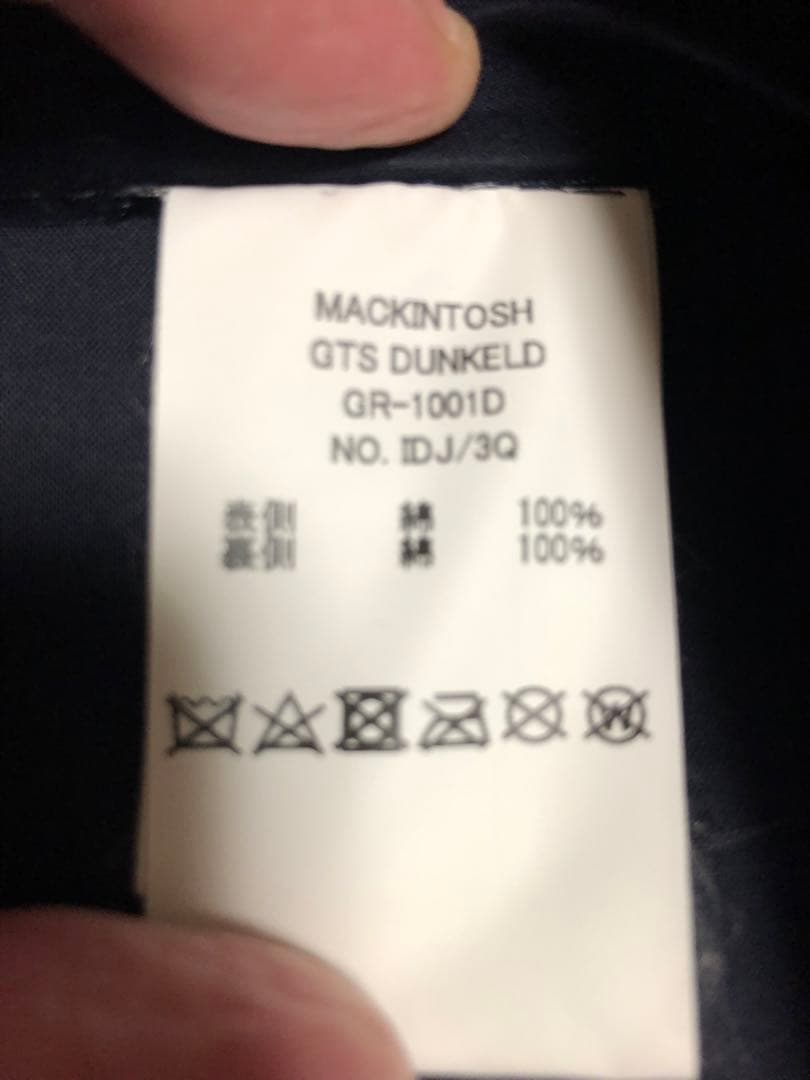 MACKINTOSH
GTS DUNKELD
GR-1001D
NO. IDJ/3Q
表側 綿 100%
裏側 綿 100%
W